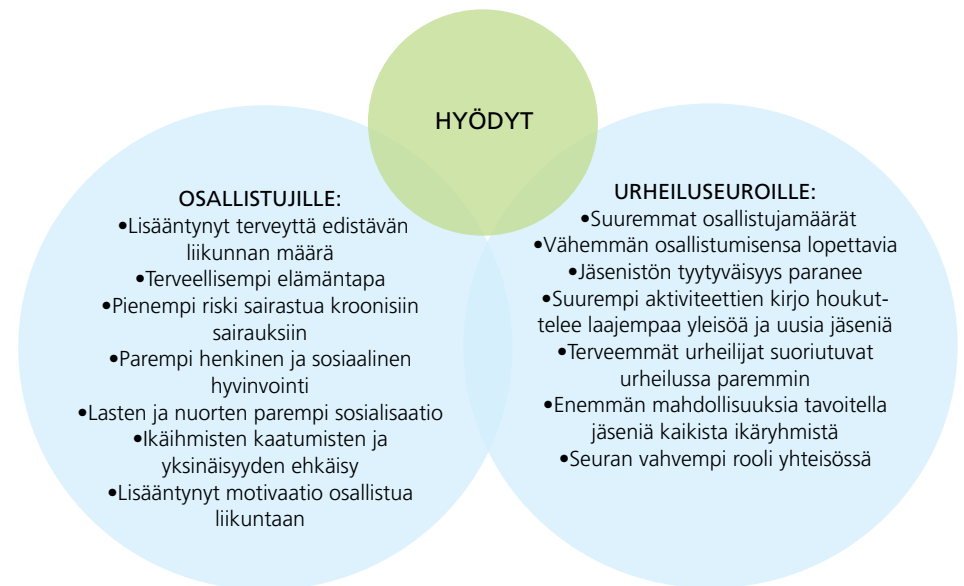 HYÖDYT
OSALLISTUJILLE:
•Lisääntynyt terveyttä edistävän
liikunnan määrä
•Terveellisempi elämäntapa
•Pienempi riski sairastua kroonisiin
sairauksiin
•Parempi henkinen ja sosiaalinen
hyvinvointi
•Lasten ja nuorten parempi sosialisaatio
•Ikäihmisten kaatumisten ja
yksinäisyyden ehkäisy
•Lisääntynyt motivaatio osallistua
liikuntaan
URHEILUSEUROILLE:
•Suuremmat osallistujamäärät
•Vähemmän osallistumisensa lopettavia
•Jäsenistön tyytyväisyys paranee
•Suurempi aktiviteettien kirjo houkut-
telee laajempaa yleisöä ja uusia jäseniä
•Terveemmät urheilijat suoriutuvat
urheilussa paremmin
•Enemmän mahdollisuuksia tavoitella
jäseniä kaikista ikäryhmistä
•Seuran vahvempi rooli yhteisössä